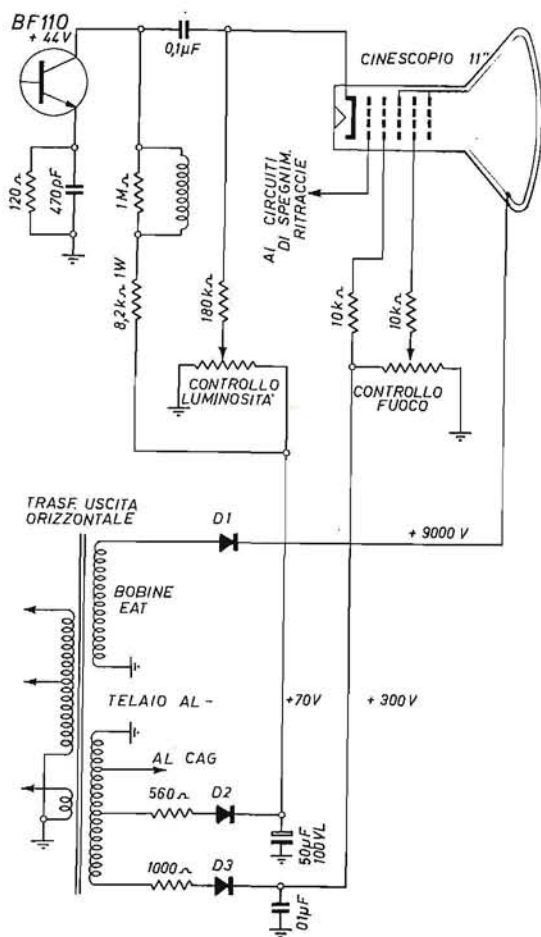 BF110
+ 44V
0,1µF
CINESCOPIO 11"
120Ω
470pF
1MΩ
8,2kΩ 1W
180kΩ
AI CIRCUITI
DI SPEGNIM.
RITRACCIE
10kΩ
10kΩ
CONTROLLO
LUMINOSITA'
CONTROLLO
FUOCO
TRASF. USCITA
ORIZZONTALE
D1
+ 9000 V
BOBINE
EAT
TELAIO AL -
+70V
+ 300V
AL CAG
560Ω
D2
50µF
100VL
1000Ω
D3
01µF